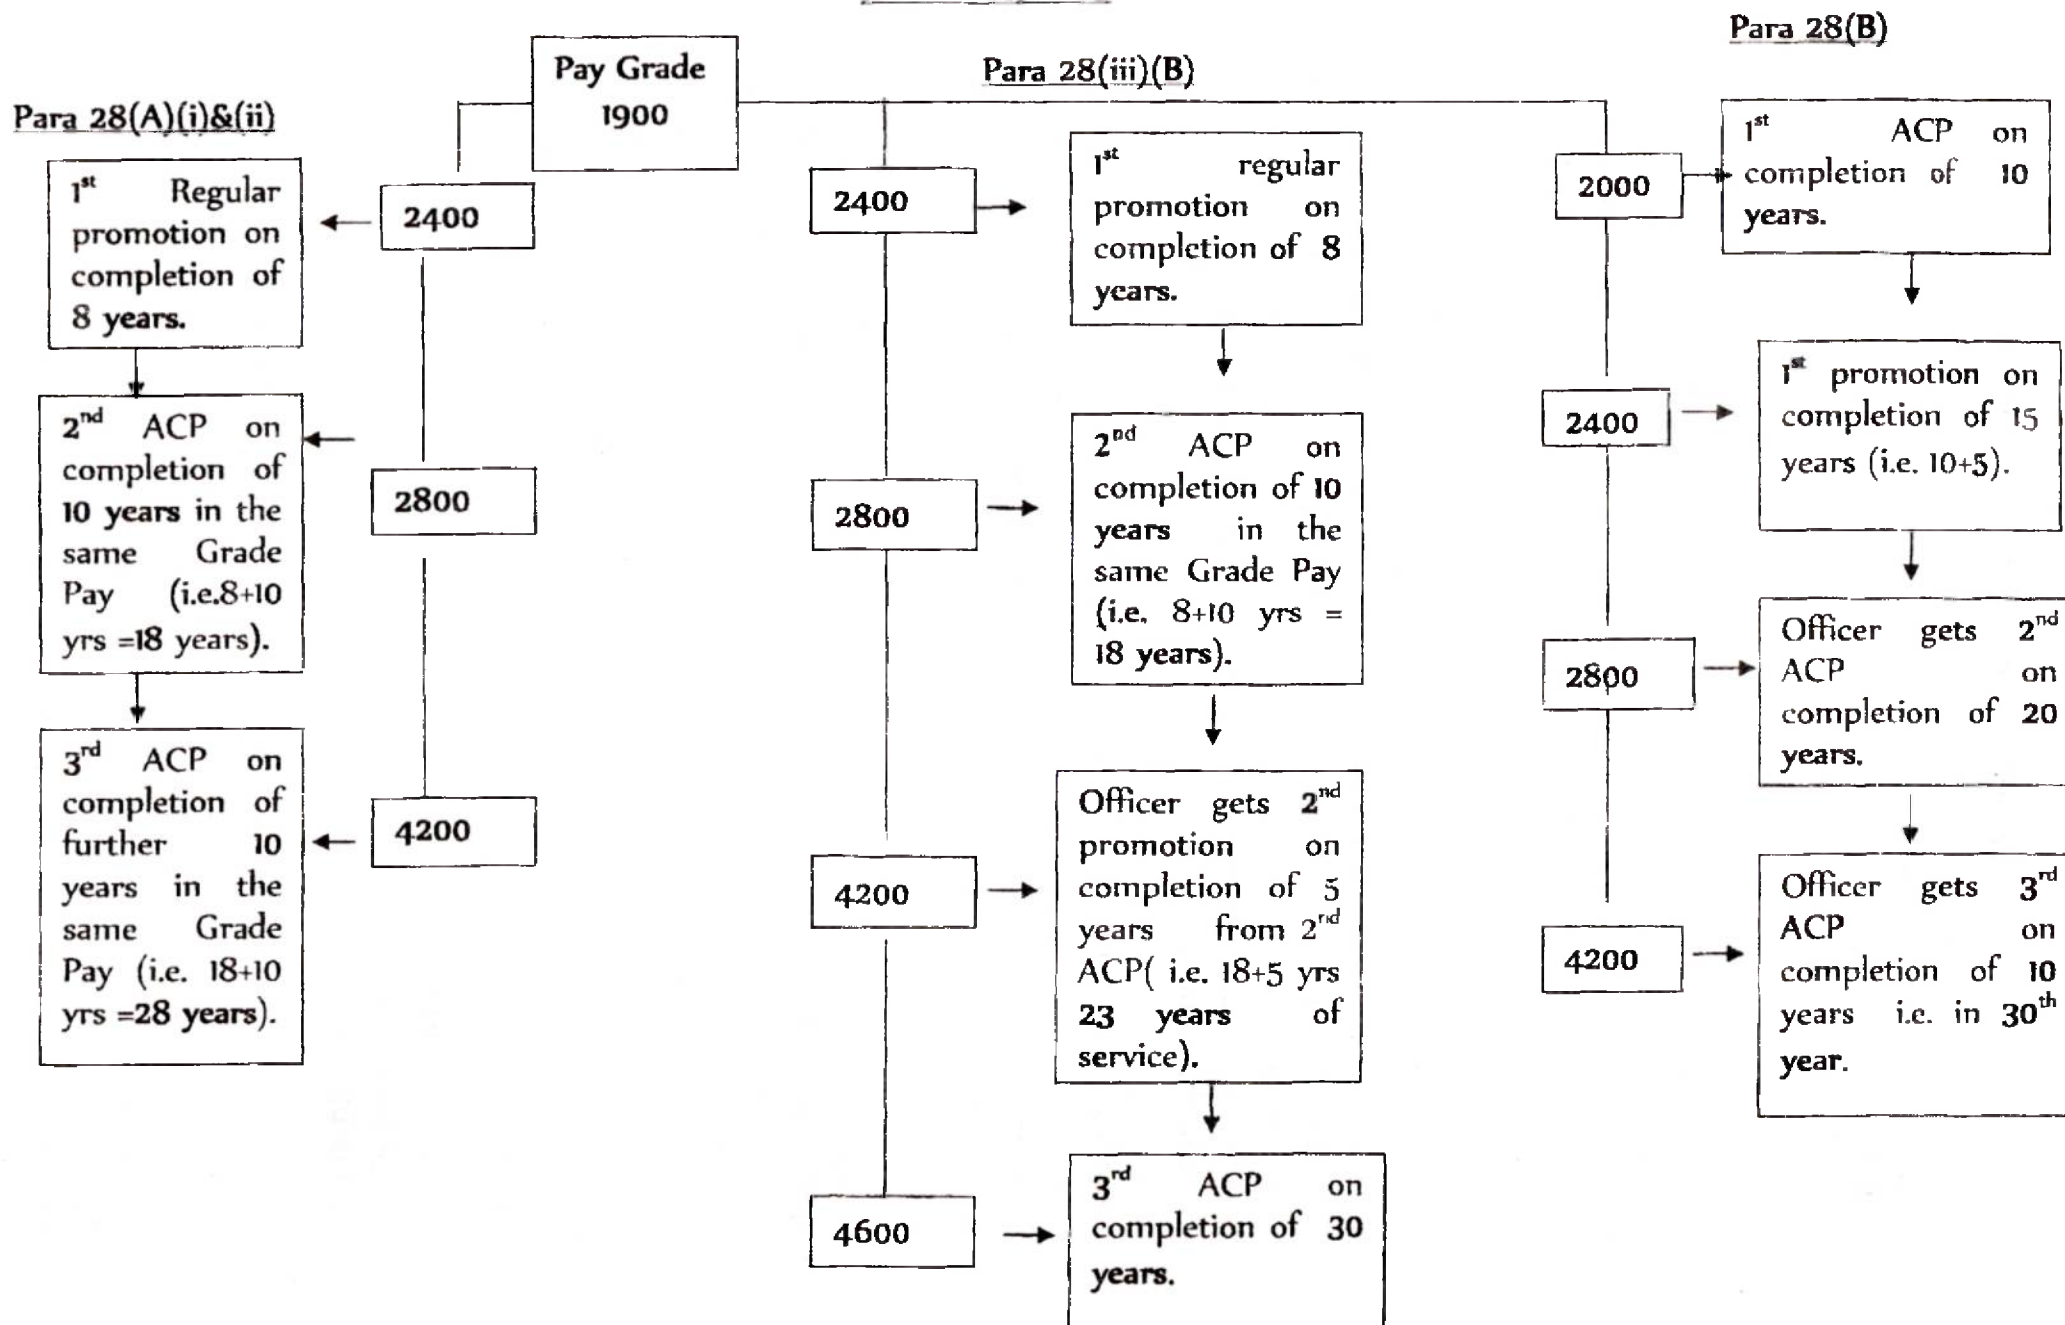 Para 28(B)
Pay Grade
1900
Para 28(iii)(B)
Para 28(A)(i)&(ii)
1st Regular
promotion on
completion of
8 years.
2400
2nd ACP on
completion of
10 years in the
same Grade
Pay (i.e.8+10
yrs =18 years).
2800
3rd ACP on
completion of
further 10
years in the
same Grade
Pay (i.e. 18+10
yrs =28 years).
4200
2400
1st regular
promotion on
completion of 8
years.
2800
2nd ACP on
completion of 10
years in the
same Grade Pay
(i.e. 8+10 yrs =
18 years).
4200
Officer gets 2nd
promotion on
completion of 5
years from 2nd
ACP( i.e. 18+5 yrs
23 years of
service).
4600
3rd ACP on
completion of 30
years.
2000
1st ACP on
completion of 10
years.
2400
1st promotion on
completion of 15
years (i.e. 10+5).
2800
Officer gets 2nd
ACP on
completion of 20
years.
4200
Officer gets 3rd
ACP on
completion of 10
years i.e. in 30th
year.